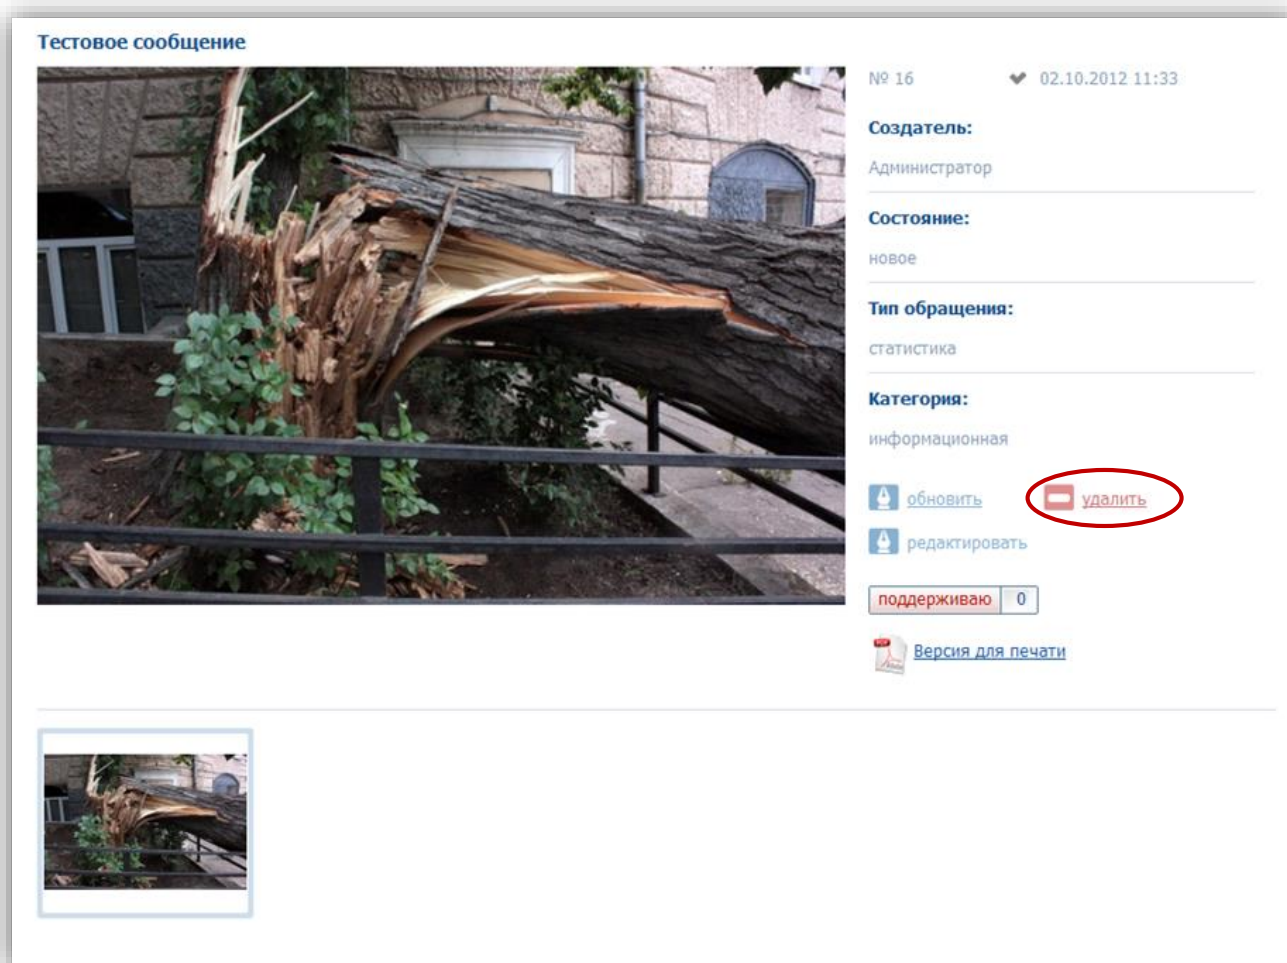 Тестовое сообщение
№ 16 02.10.2012 11:33
Создатель:
Администратор
Состояние:
новое
Тип обращения:
статистика
Категория:
информационная
обновить удалить
редактировать
поддерживаю 0
Версия для печати